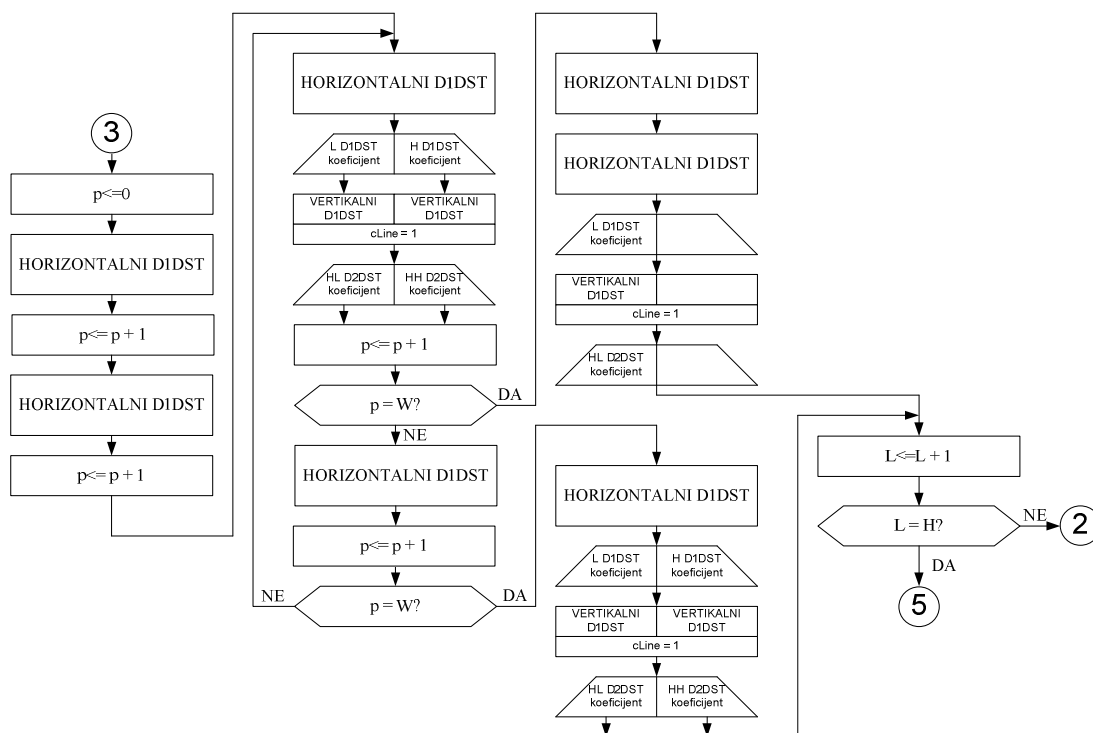 3
p<=0
HORIZONTALNI D1DST
p<=p + 1
HORIZONTALNI D1DST
p<=p + 1
HORIZONTALNI D1DST
L D1DST
koeficijent
H D1DST
koeficijent
VERTIKALNI
D1DST
VERTIKALNI
D1DST
cLine = 1
HL D2DST
koeficijent
HH D2DST
koeficijent
p<=p + 1
p = W?
DA
NE
HORIZONTALNI D1DST
p<=p + 1
p = W?
NE
DA
HORIZONTALNI D1DST
HORIZONTALNI D1DST
L D1DST
koeficijent
VERTIKALNI
D1DST
cLine = 1
HL D2DST
koeficijent
HORIZONTALNI D1DST
L D1DST
koeficijent
H D1DST
koeficijent
VERTIKALNI
D1DST
VERTIKALNI
D1DST
cLine = 1
HL D2DST
koeficijent
HH D2DST
koeficijent
L<=L + 1
L = H?
NE
2
DA
5